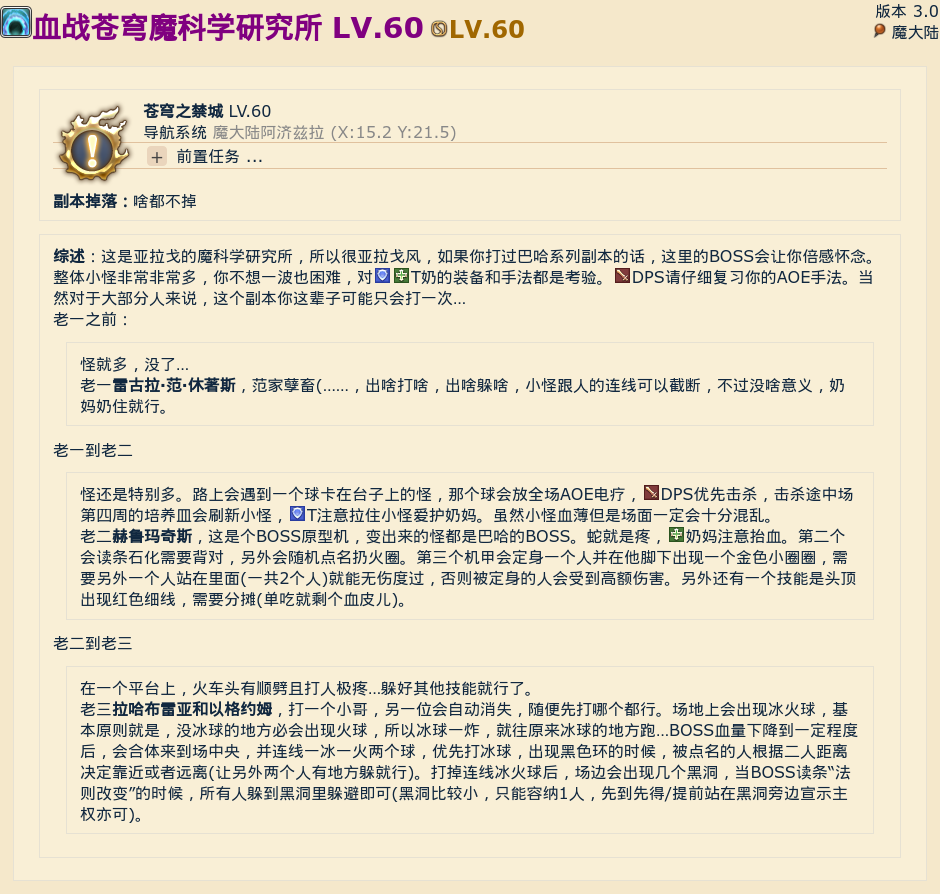 血战苍穹魔科学研究所 LV.60 LV.60
版本 3.0
魔大陆
苍穹之禁城 LV.60
导航系统 魔大陆阿济兹拉 (X:15.2 Y:21.5)
+ 前置任务 ...
副本掉落：啥都不掉
综述：这是亚拉戈的魔科学研究所，所以很亚拉戈风，如果你打过巴哈系列副本的话，这里的BOSS会让你倍感怀念。
整体小怪非常非常多，你不想一波也困难，对T奶的装备和手法都是考验。DPS请仔细复习你的AOE手法。当
然对于大部分人来说，这个副本你这辈子可能只会打一次...
老一之前：
怪就多，没了...
老一雷古拉·范·休著斯，范家孽畜(......，出啥打啥，出啥躲啥，小怪跟人的连线可以截断，不过没啥意义，奶
妈奶住就行。
老一到老二
怪还是特别多。路上会遇到一个球卡在台子上的怪，那个球会放全场AOE电疗，DPS优先击杀，击杀途中场
第四周的培养皿会刷新小怪，T注意拉住小怪爱护奶妈。虽然小怪血薄但是场面一定会十分混乱。
老二赫鲁玛奇斯，这是个BOSS原型机，变出来的怪都是巴哈的BOSS。蛇就是疼，奶妈注意抬血。第二个
会读条石化需要背对，另外会随机点名扔火圈。第三个机甲会定身一个人并在他脚下出现一个金色小圈圈，需
要另外一个人站在里面(一共2个人)就能无伤度过，否则被定身的人会受到高额伤害。另外还有一个技能是头顶
出现红色细线，需要分摊(单吃就剩个血皮儿)。
老二到老三
在一个平台上，火车头有顺劈且打人极疼...躲好其他技能就行了。
老三拉哈布雷亚和以格约姆，打一个小哥，另一位会自动消失，随便先打哪个都行。场地上会出现冰火球，基
本原则就是，没冰球的地方必会出现火球，所以冰球一炸，就往原来冰球的地方跑...BOSS血量下降到一定程度
后，会合体来到场中央，并连线一冰一火两个球，优先打冰球，出现黑色环的时候，被点名的人根据二人距离
决定靠近或者远离(让另外两个人有地方躲就行)。打掉连线冰火球后，场边会出现几个黑洞，当BOSS读条“法
则改变”的时候，所有人躲到黑洞里躲避即可(黑洞比较小，只能容纳1人，先到先得/提前站在黑洞旁边宣示主
权亦可)。